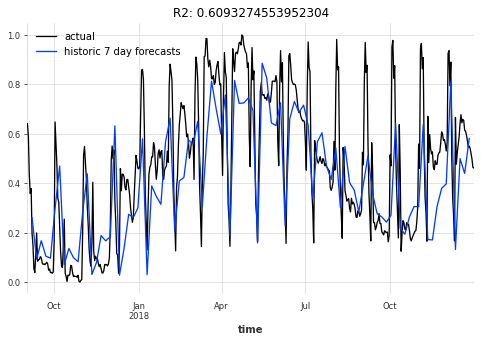 R2: 0.6093274553952304
actual
historic 7 day forecasts
1.0
0.8
0.6
0.4
0.2
0.0
Oct
Jan
2018
Apr
Jul
Oct
time